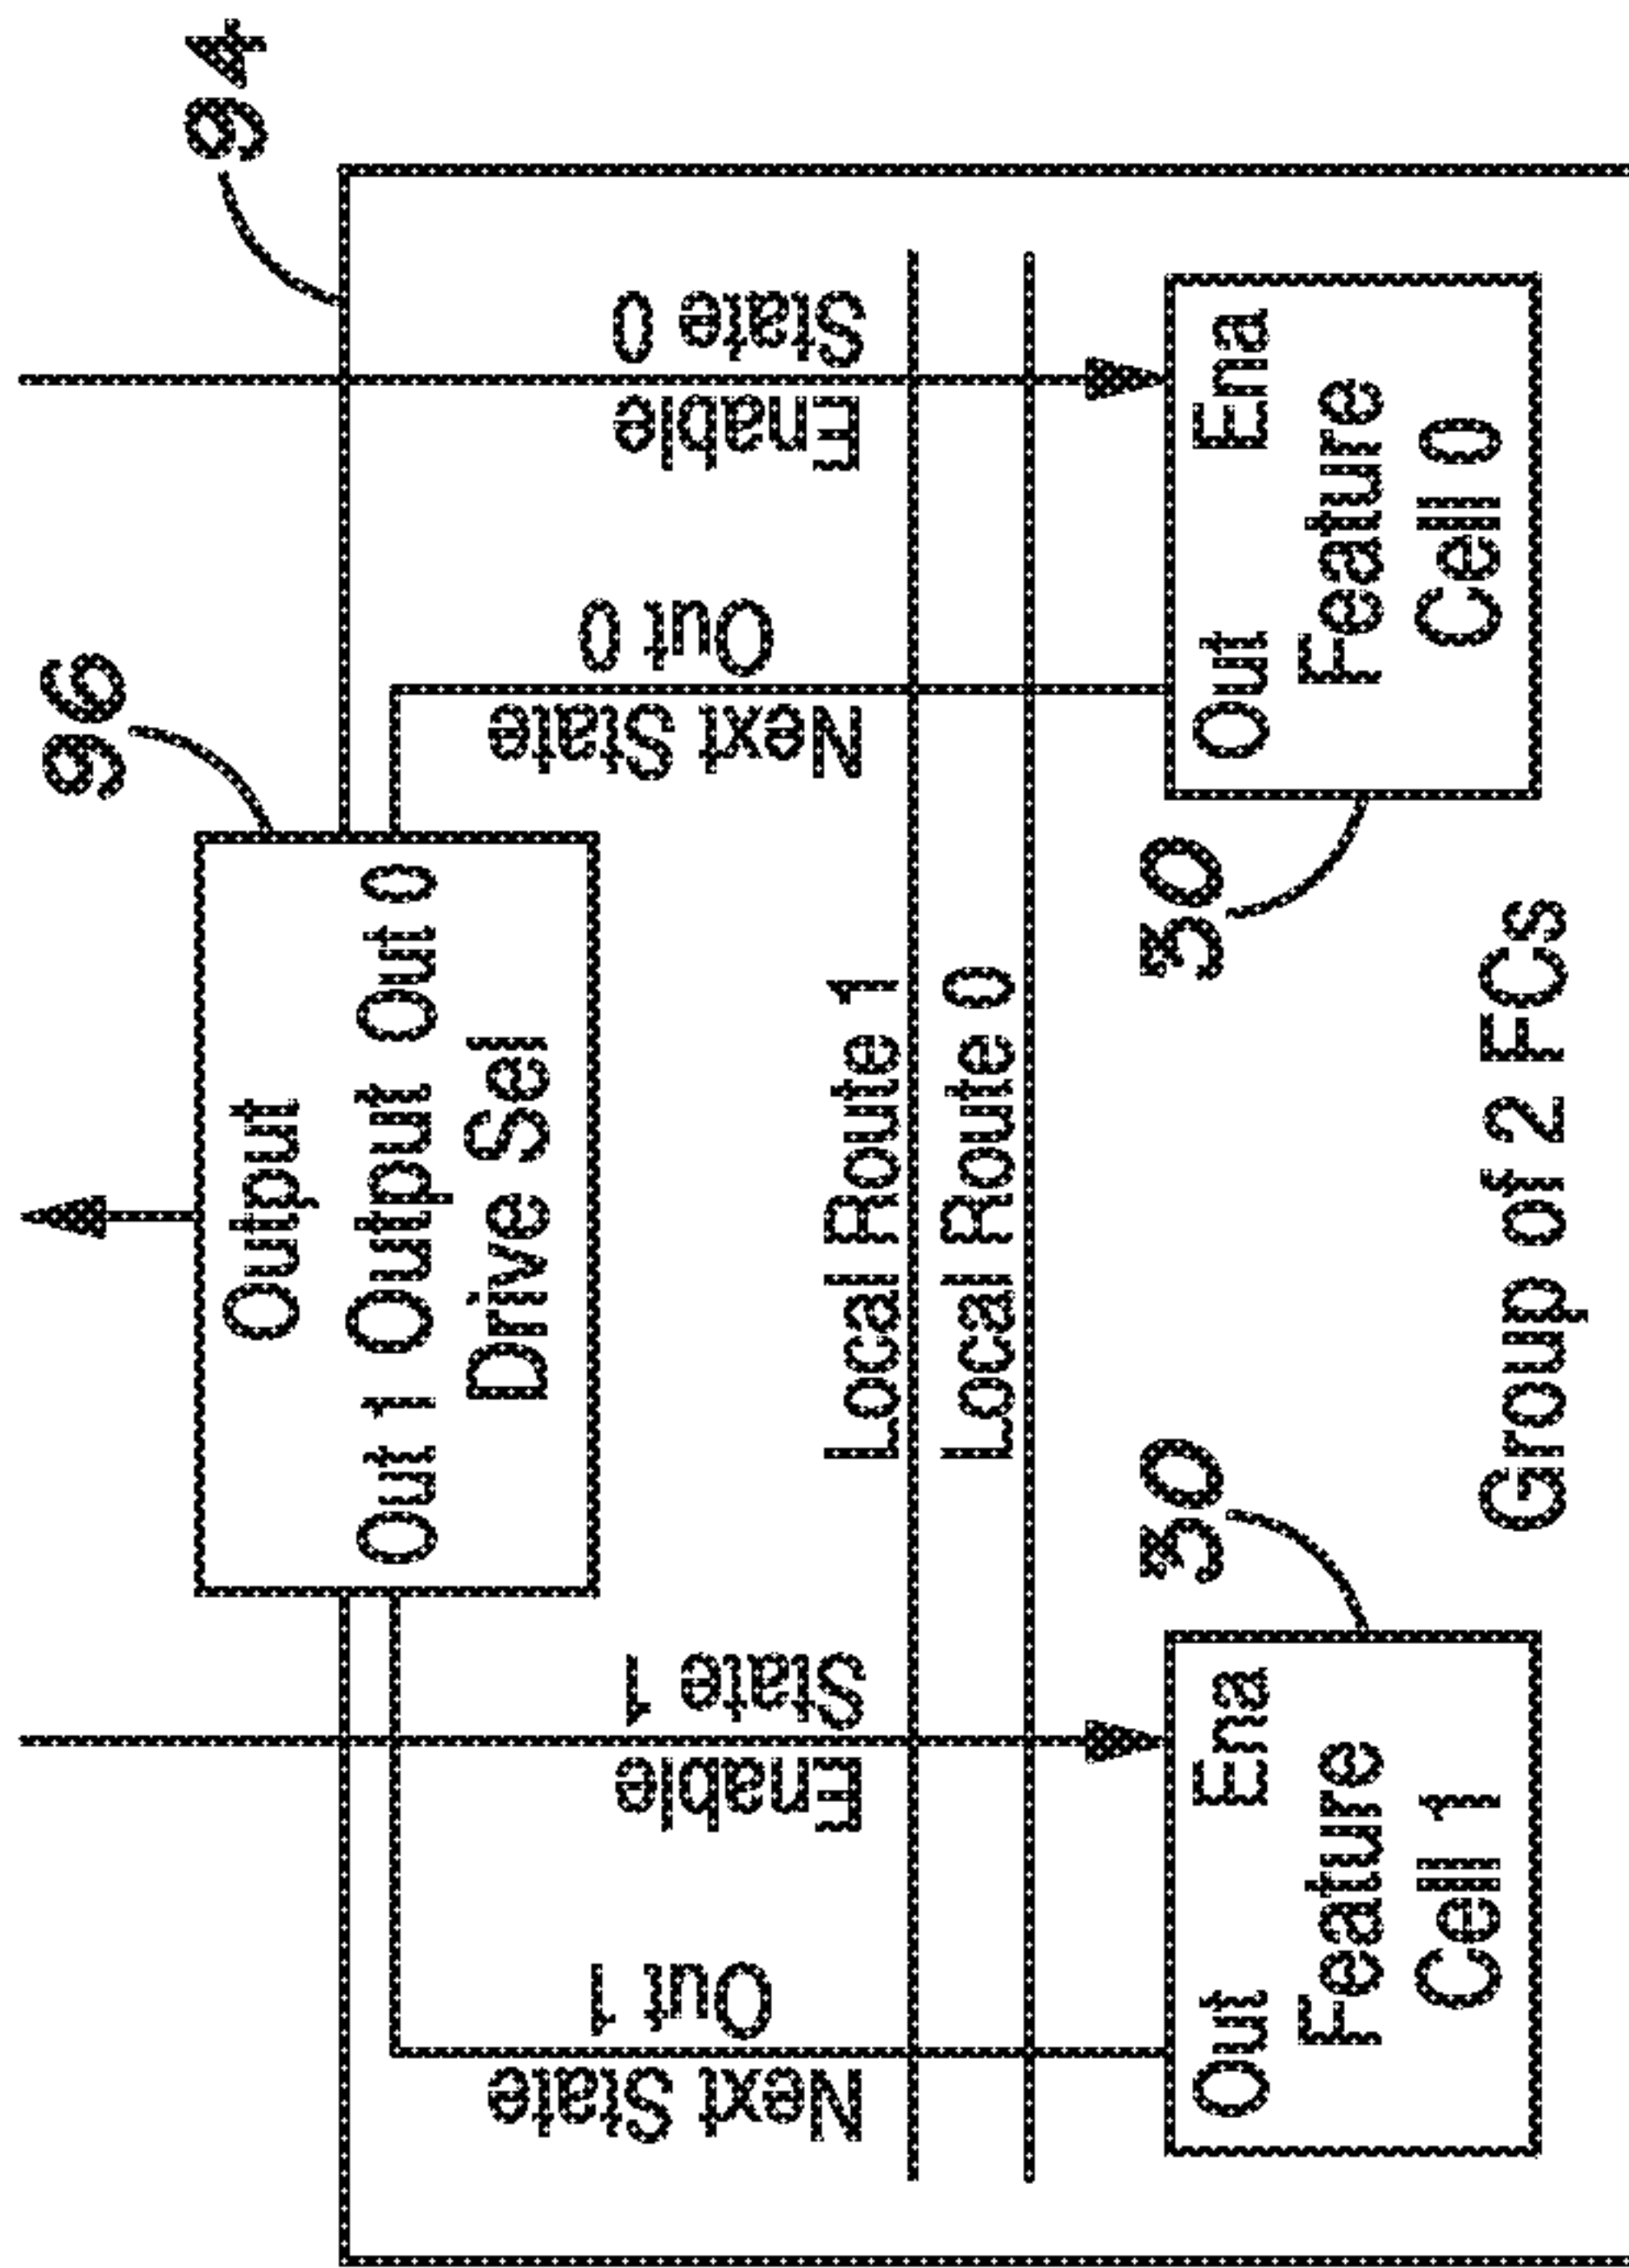 96
94
Output
Out 1 Output Out 0
Drive Sel
Next State
Out 1
Enable
State 1
Next State
Out 0
Enable
State 0
Local Route 1
Local Route 0
30
30
Out Ena
Feature
Cell 1
Out Ena
Feature
Cell 0
Group of 2 FCs